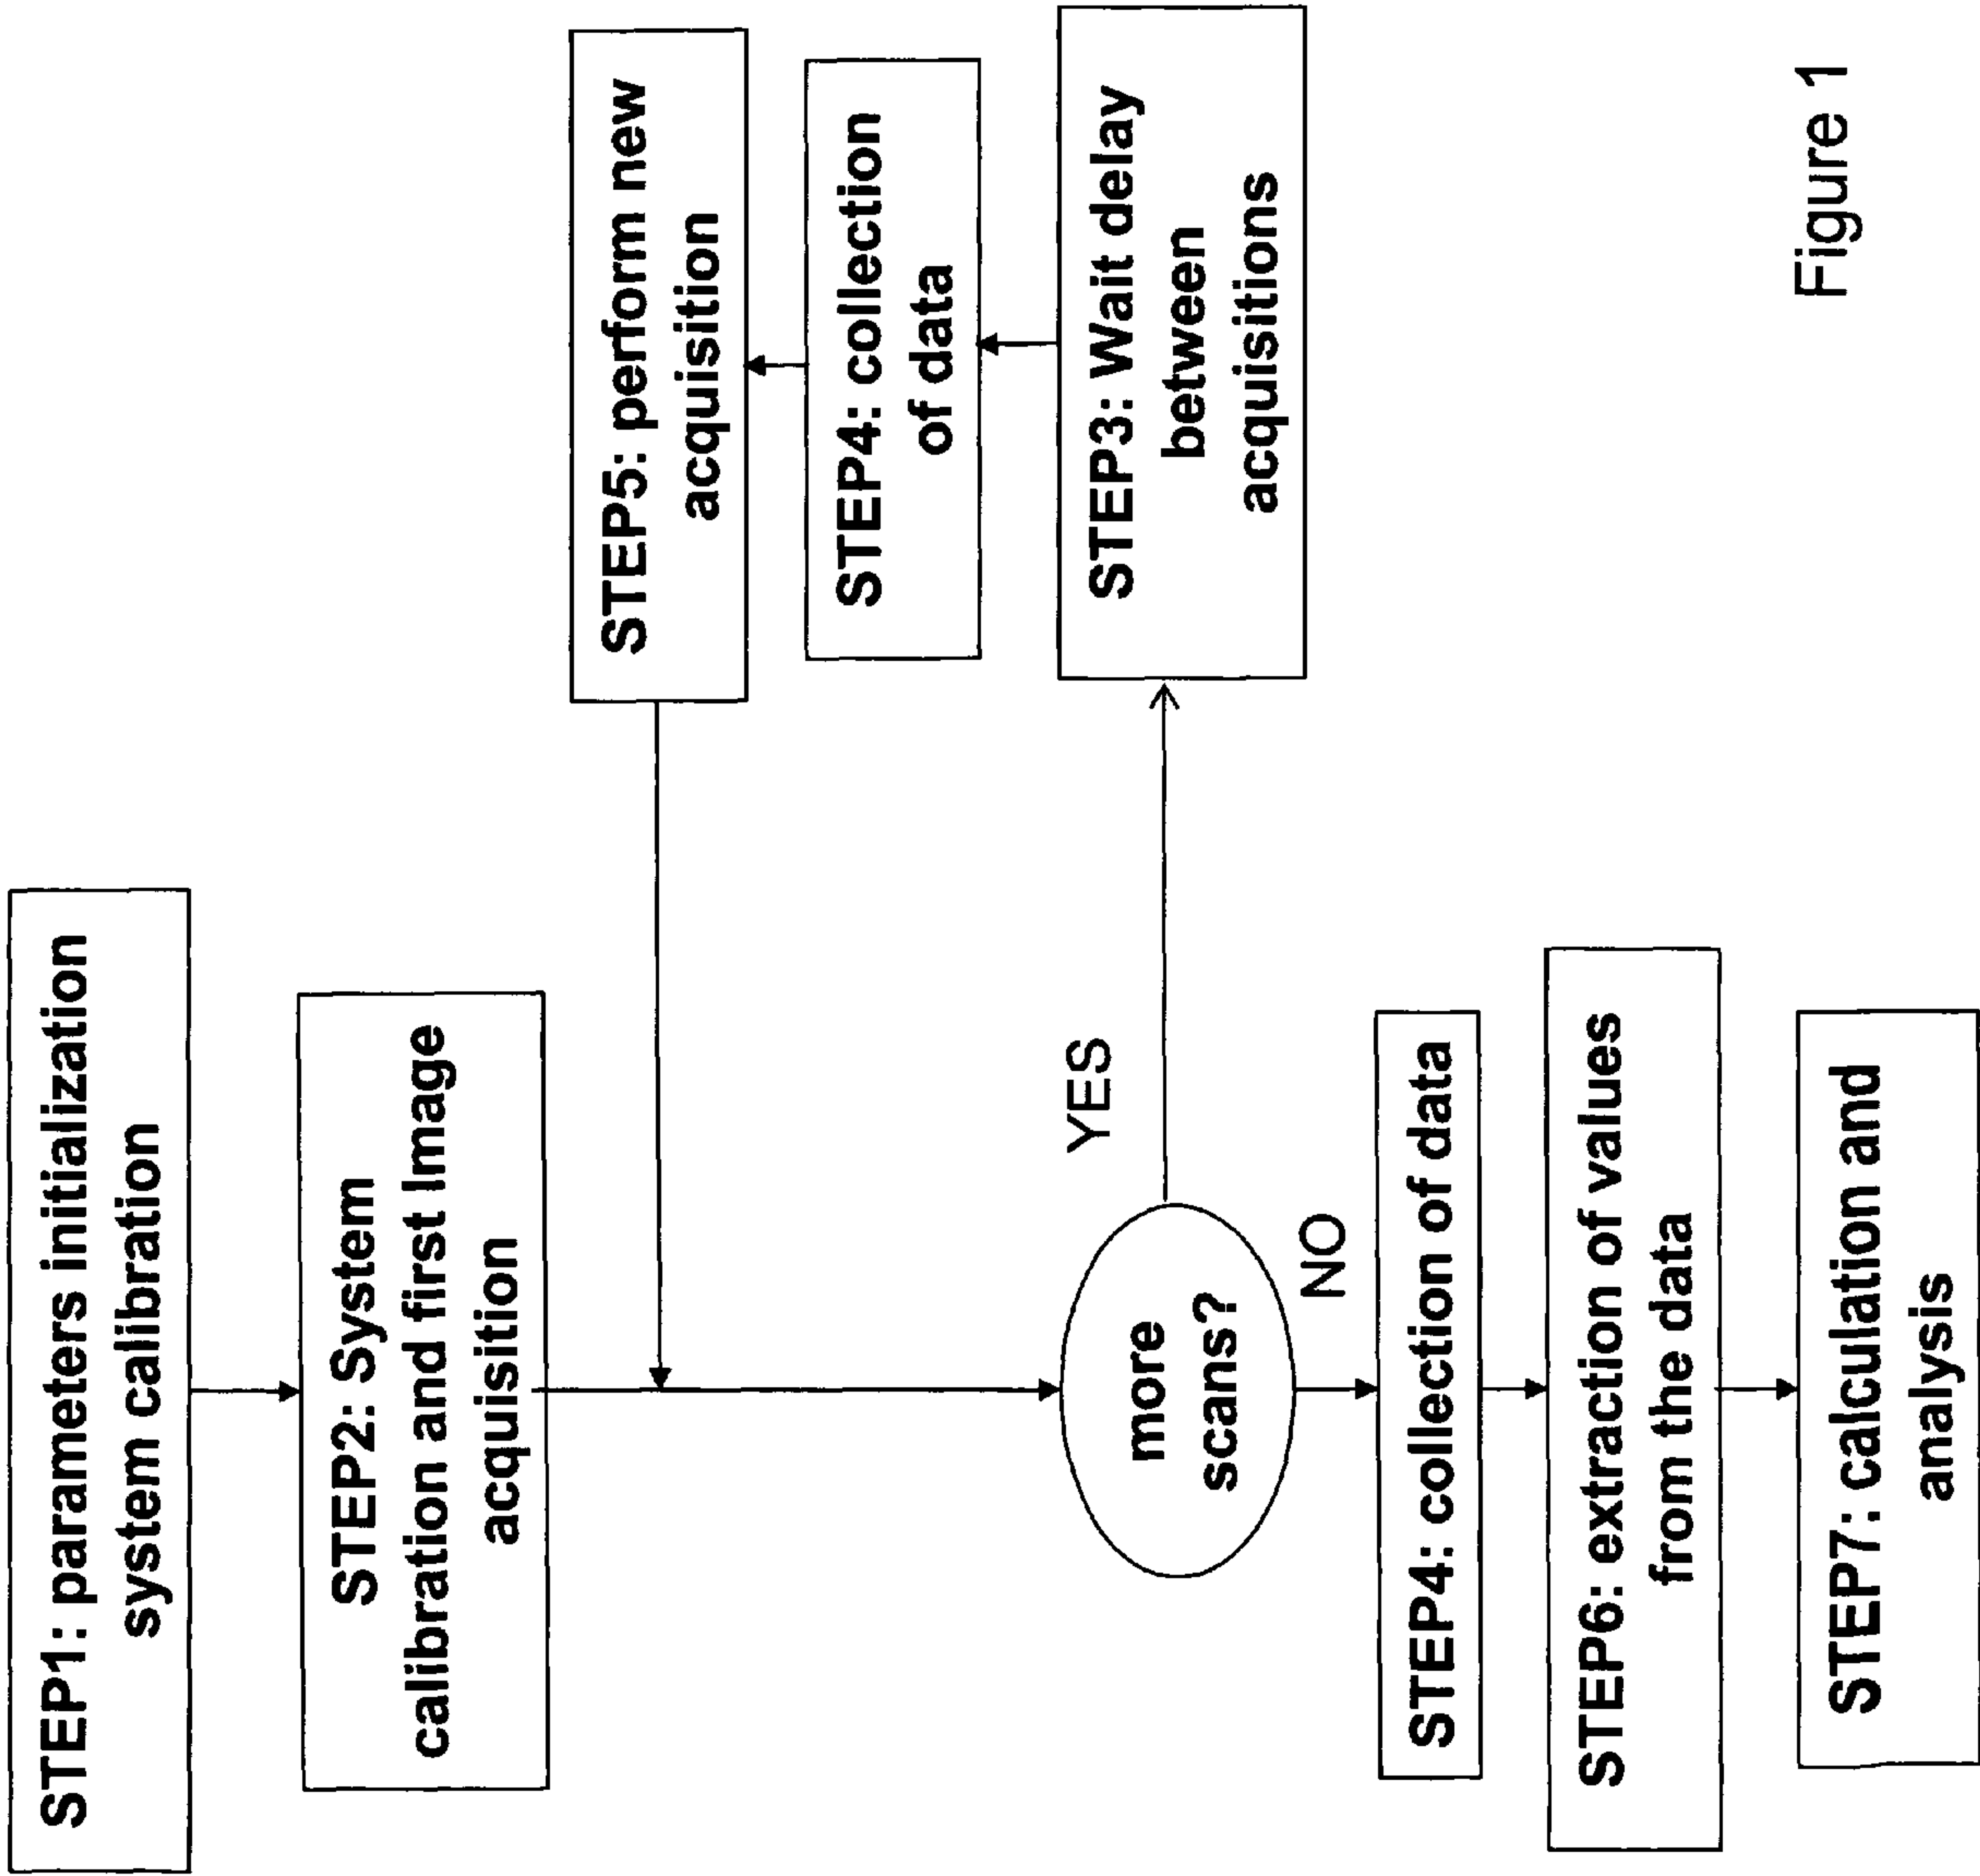 STEP1: parameters initialization
system calibration
STEP2: System
calibration and first Image
acquisition
more
scans?
YES
NO
STEP3: Wait delay
between
acquisitions
STEP4: collection
of data
STEP5: perform new
acquisition
STEP4: collection of data
STEP6: extraction of values
from the data
STEP7: calculation and
analysis
Figure 1